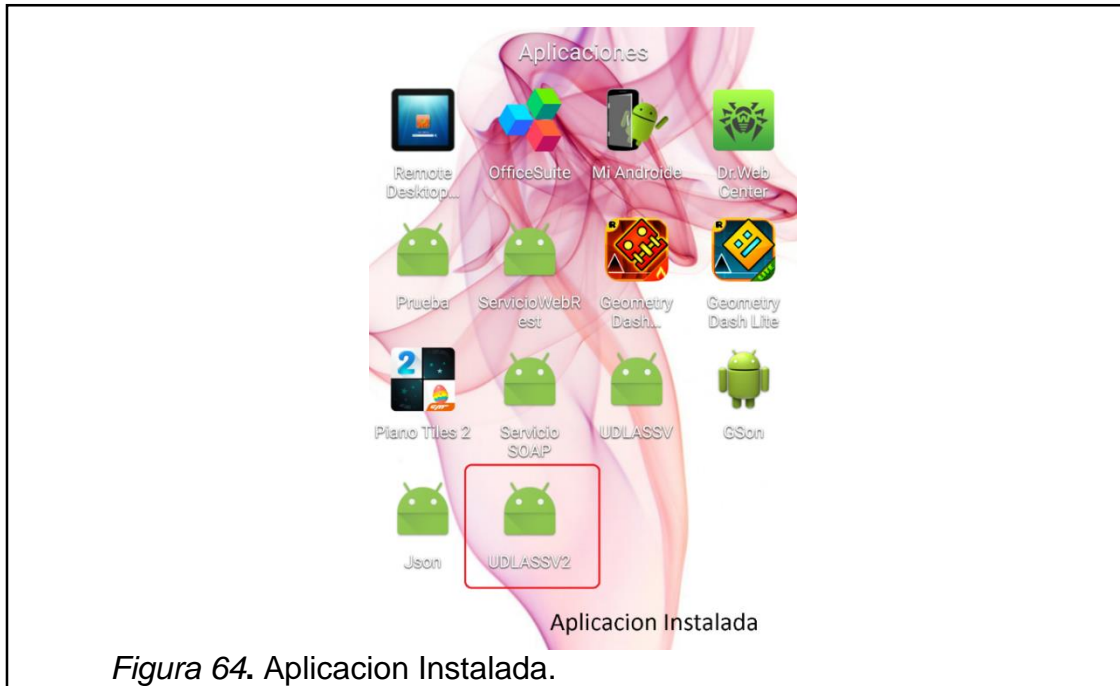 Aplicaciones
Remote OfficeSuite Mi Androide Dr.Web
Desktop... Center
Prueba ServicioWebR Geometry Geometry
est Dash... Dash Lite
2
Piano Tiles 2 Servicio UDLASSV GSon
SOAP
Json UDLASSV2
Aplicacion Instalada
Figura 64. Aplicacion Instalada.